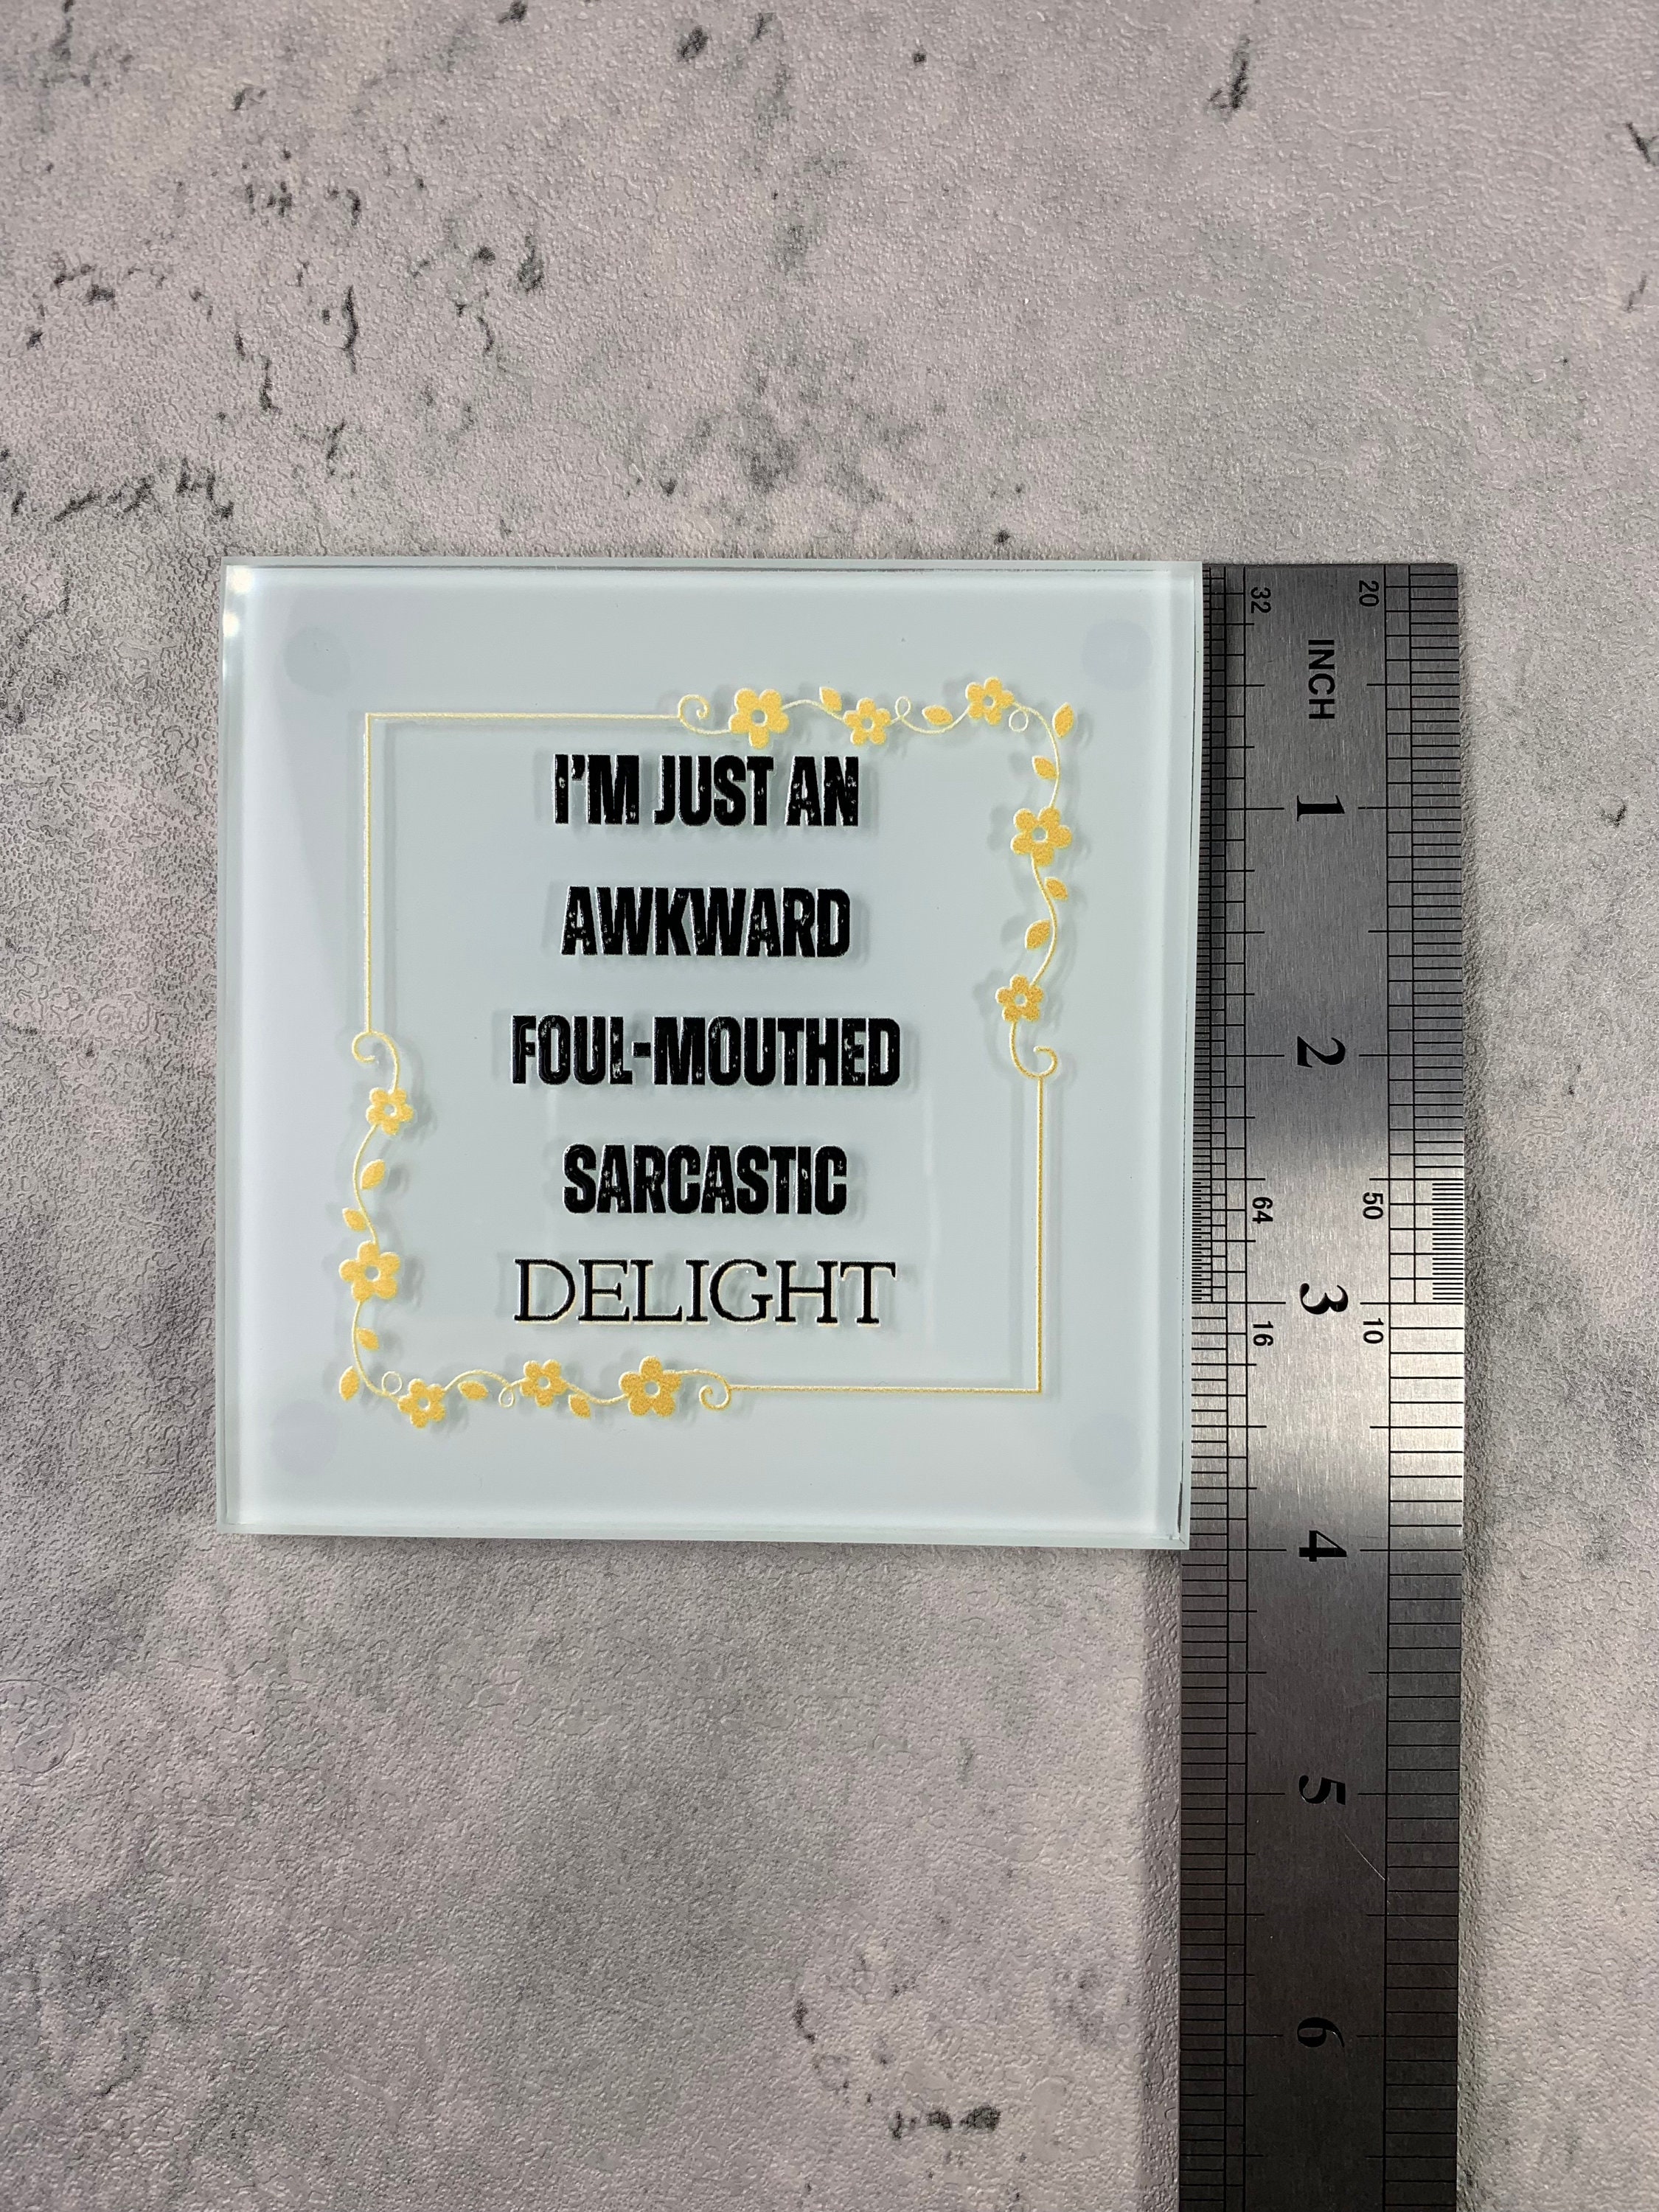 I'M JUST AN
AWKWARD
FOUL-MOUTHED
SARCASTIC
DELIGHT
32
20
INCH
1
2
64
50
3
16
10
4
5
6